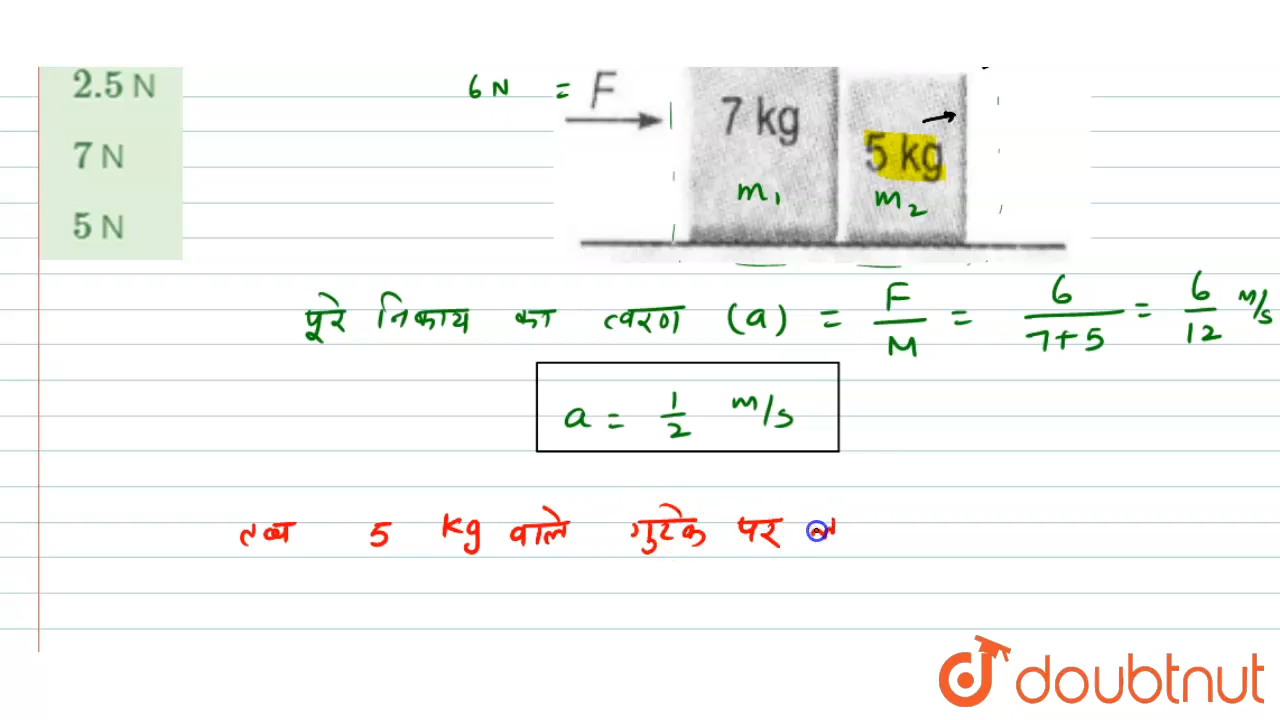 2.5 N
6 N = F
7 kg
7 N
5 kg
m1
m2
5 N
पूरे निकाय का त्वरण (a) = F/M = 6/7+5 = 6/12 m/s
a = 1/2 m/s
तब 5 kg वाले गुटके पर
doubtnut